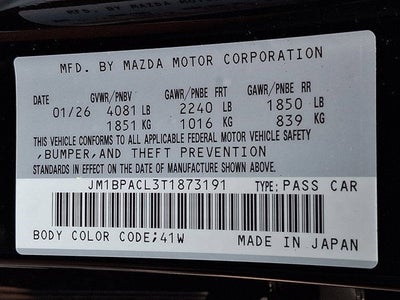 MFD. BY MAZDA MOTOR CORPORATION
DATE GVWR/PNBV GAWR/PNBE FRT GAWR/PNBE RR
01/26 4081 LB 2240 LB 1850 LB
1851 KG 1016 KG 839 KG
THIS VEHICLE CONFORMS TO ALL APPLICABLE FEDERAL MOTOR VEHICLE SAFETY
,BUMPER,AND THEFT PREVENTION
STANDARDS IN EFFECT ON THE DATE OF MANUFACTURE SHOWN ABOVE.
JM1BPACL3T1873191 TYPE: PASS CAR
BODY COLOR CODE;41W MADE IN JAPAN